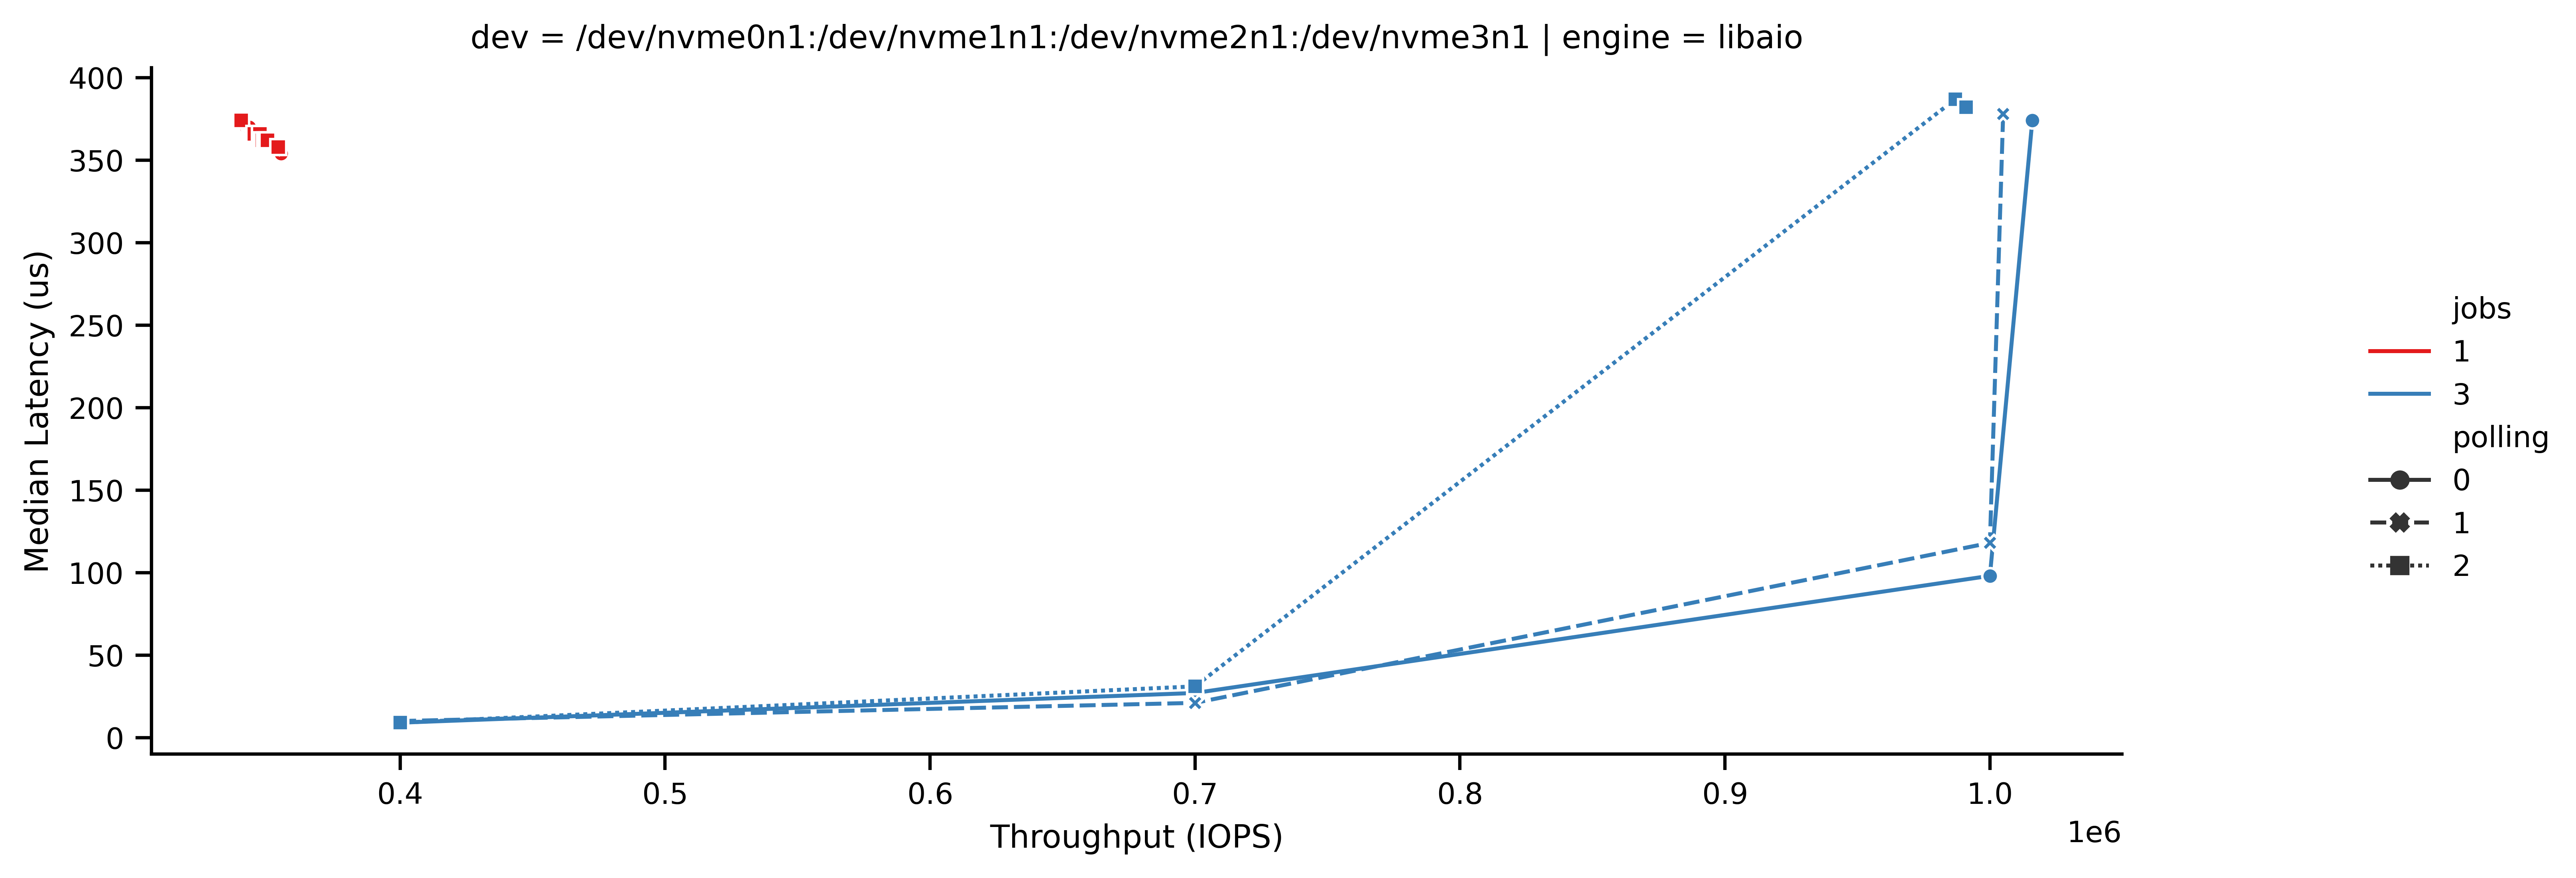 dev = /dev/nvme0n1:/dev/nvme1n1:/dev/nvme2n1:/dev/nvme3n1 | engine = libaio
Median Latency (us)
400
350
300
250
200
150
100
50
0
0.4 0.5 0.6 0.7 0.8 0.9 1.0
1e6
Throughput (IOPS)
jobs
1
3
polling
0
1
2